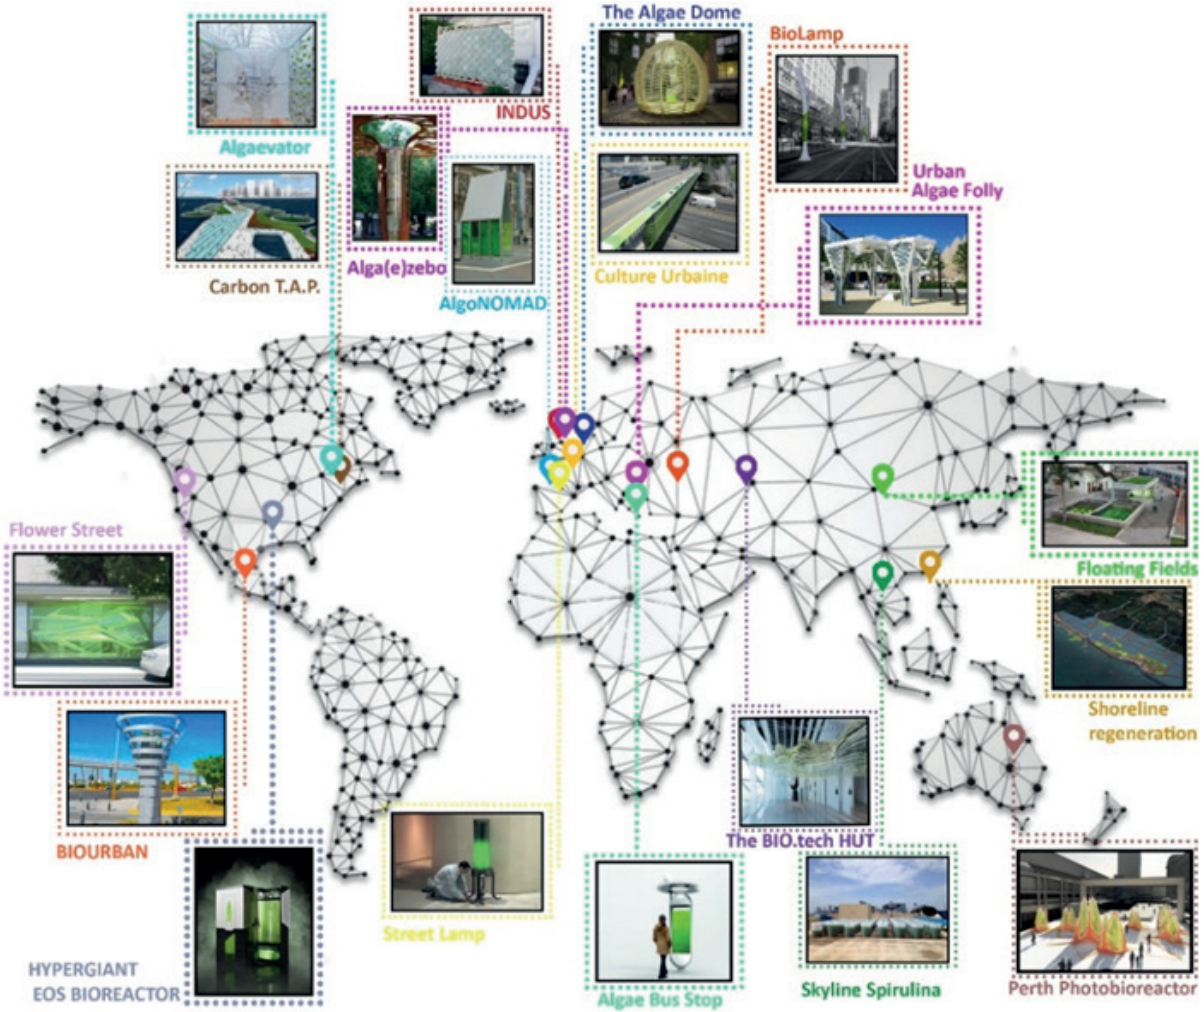 The Algae Dome
BioLamp
INDUS
Algaevator
Urban
Algae Folly
Alga(e)zebo
Culture Urbaine
Carbon T.A.P.
AlgoNOMAD
Flower Street
Floating Fields
Shoreline
regeneration
BIOURBAN
The BIO.tech HUT
Street Lamp
HYPERGIANT
EOS BIOREACTOR
Algae Bus Stop
Skyline Spirulina
Perth Photobioreactor